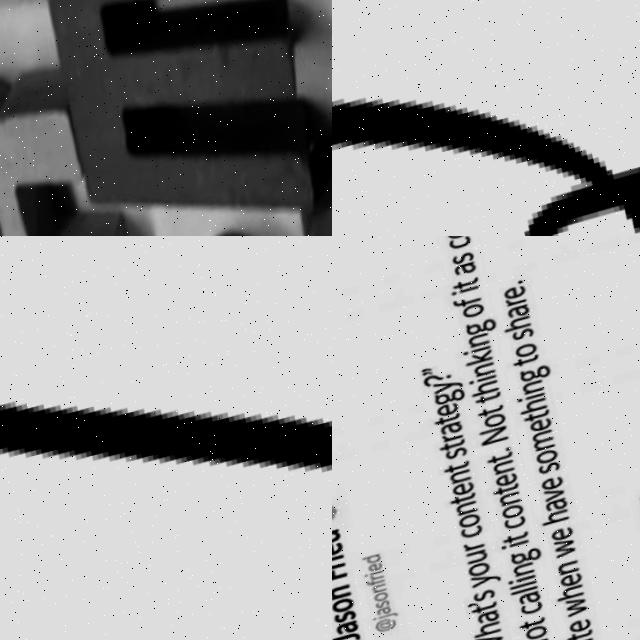 Jason Fried
@jasonfried
hat's your content strategy?”
ot calling it content. Not thinking of it as
te when we have something to share.